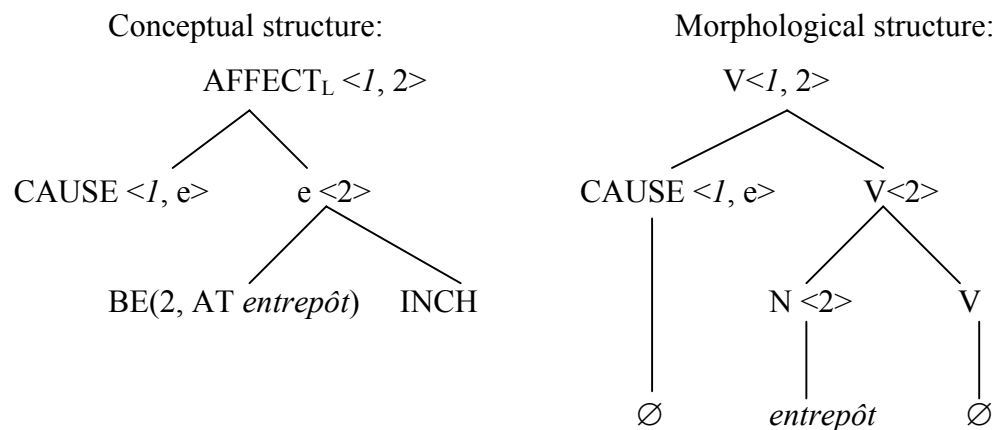 Conceptual structure: Morphological structure:
AFFECT_L <1, 2> V<1, 2>
CAUSE <1, e> e <2> CAUSE <1, e> V<2>
BE(2, AT entrepôt) INCH N <2> V
∅ entrepôt ∅